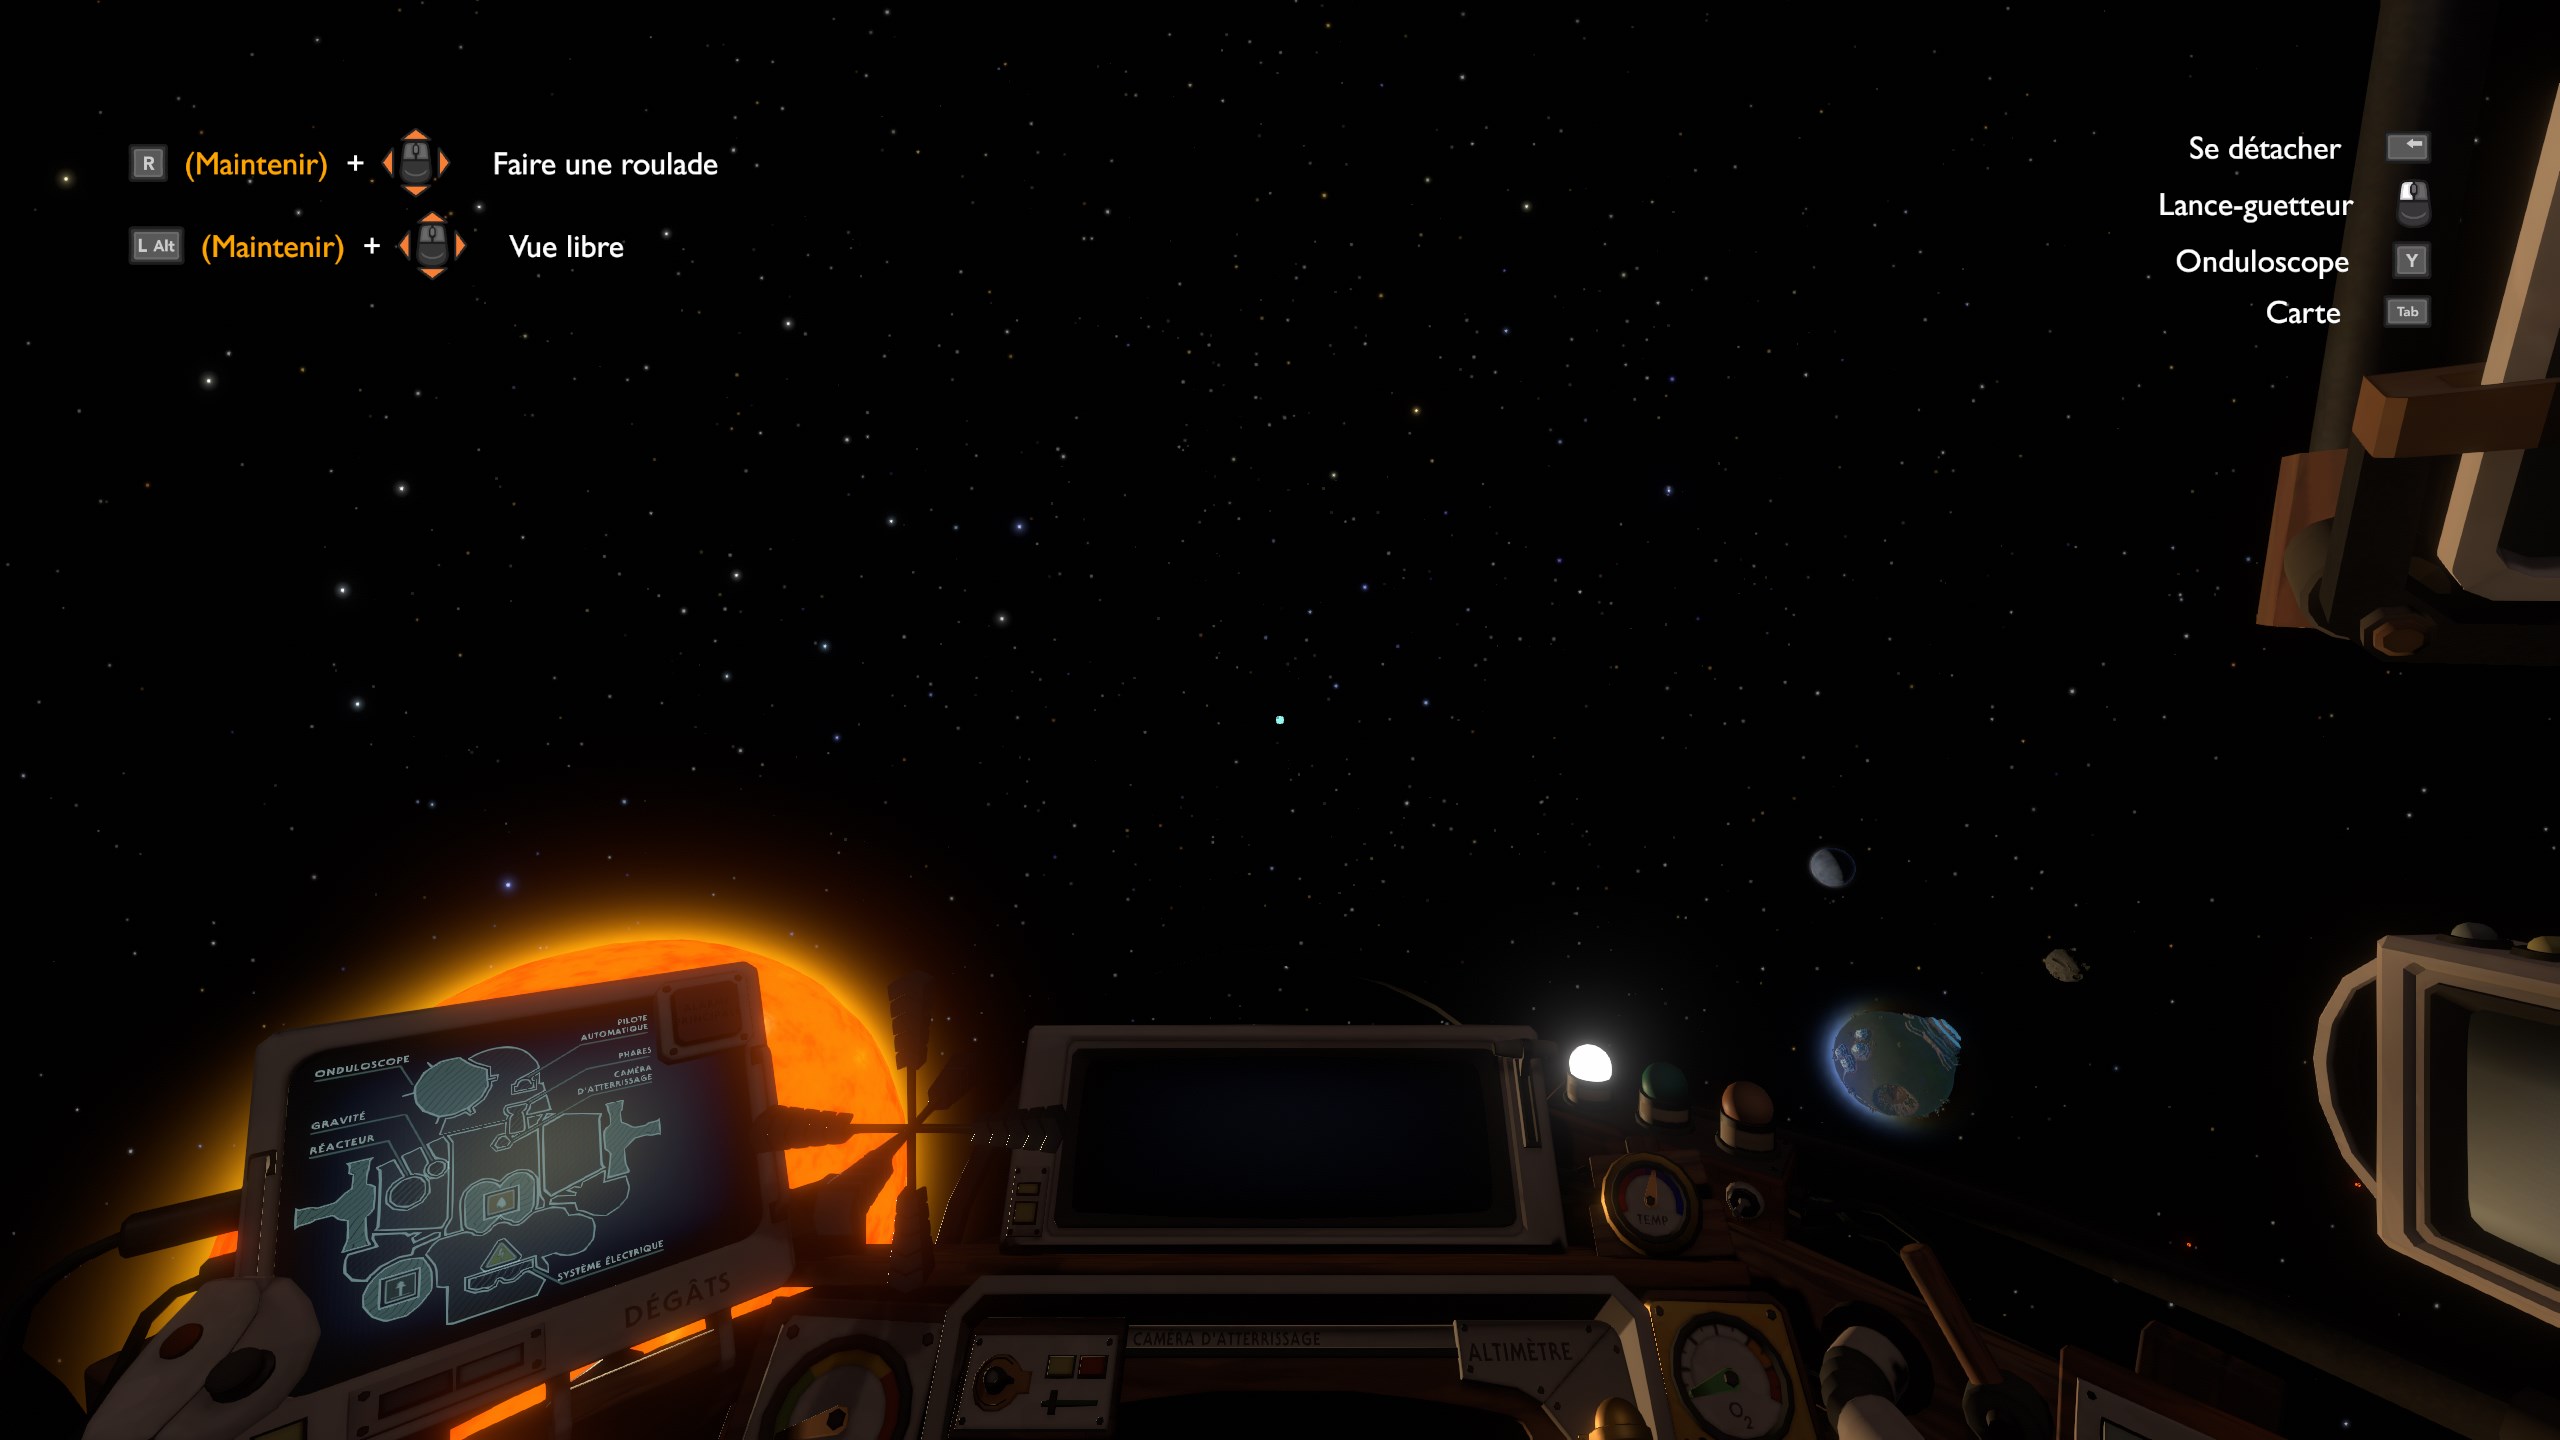 R (Maintenir) + Faire une roulade
L Alt (Maintenir) + Vue libre
Se détacher
Lance-guetteur
Onduloscope Y
Carte Tab
ONDULOSCOPE
PILOTE
AUTOMATIQUE
PHARES
CAMÉRA
D'ATTERRISSAGE
GRAVITÉ
RÉACTEUR
SYSTÈME ÉLECTRIQUE
DÉGÂTS
TEMP
CAMÉRA D'ATTERRISSAGE
ALTIMÈTRE
O2